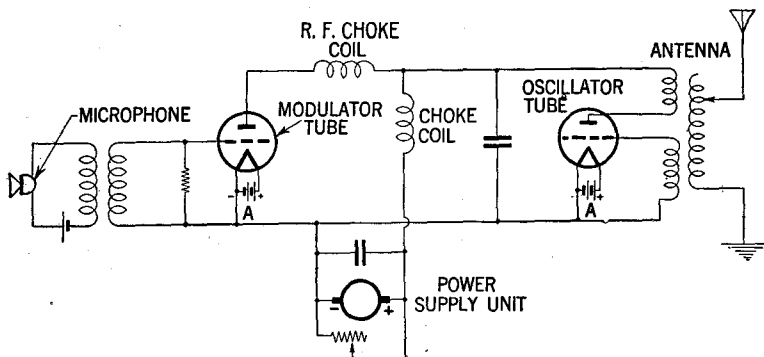 R. F. CHOKE
COIL
ANTENNA
OSCILLATOR
TUBE
MICROPHONE
MODULATOR
TUBE
CHOKE
COIL
- +
A
- +
A
POWER
SUPPLY UNIT
- +